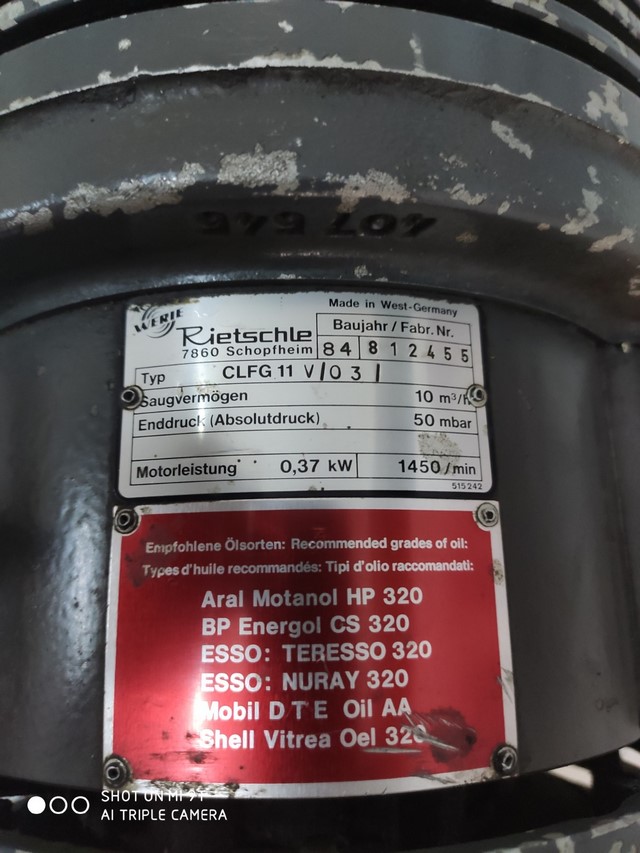 407 545
WERIE
Made in West-Germany
Rietschle
7860 Schopfheim
Baujahr / Fabr. Nr.
84 812455
Typ CLFG 11 V/03/
Saugvermögen 10 m³/h
Enddruck (Absolutdruck) 50 mbar
Motorleistung 0,37 kW 1450/min
515242
Empfohlene Ölsorten: Recommended grades of oil:
Types d'huile recommandés: Tipi d'olio raccomandati:
Aral Motanol HP 320
BP Energol CS 320
ESSO: TERESSO 320
ESSO: NURAY 320
Mobil DTE Oil AA
Shell Vitrea Oel 320
SHOT ON MI 9T
AI TRIPLE CAMERA